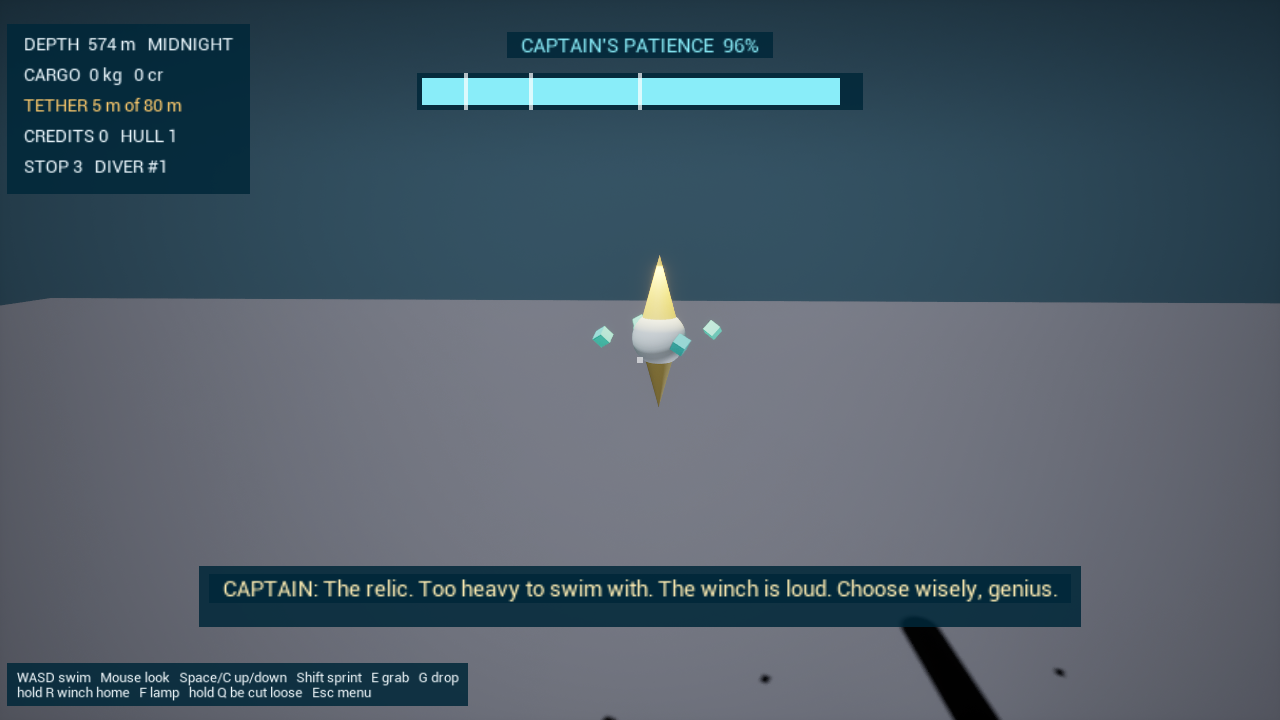 DEPTH 574 m MIDNIGHT
CARGO 0 kg 0 cr
TETHER 5 m of 80 m
CREDITS 0 HULL 1
STOP 3 DIVER #1
CAPTAIN'S PATIENCE 96%
CAPTAIN: The relic. Too heavy to swim with. The winch is loud. Choose wisely, genius.
WASD swim Mouse look Space/C up/down Shift sprint E grab G drop
hold R winch home F lamp hold Q be cut loose Esc menu